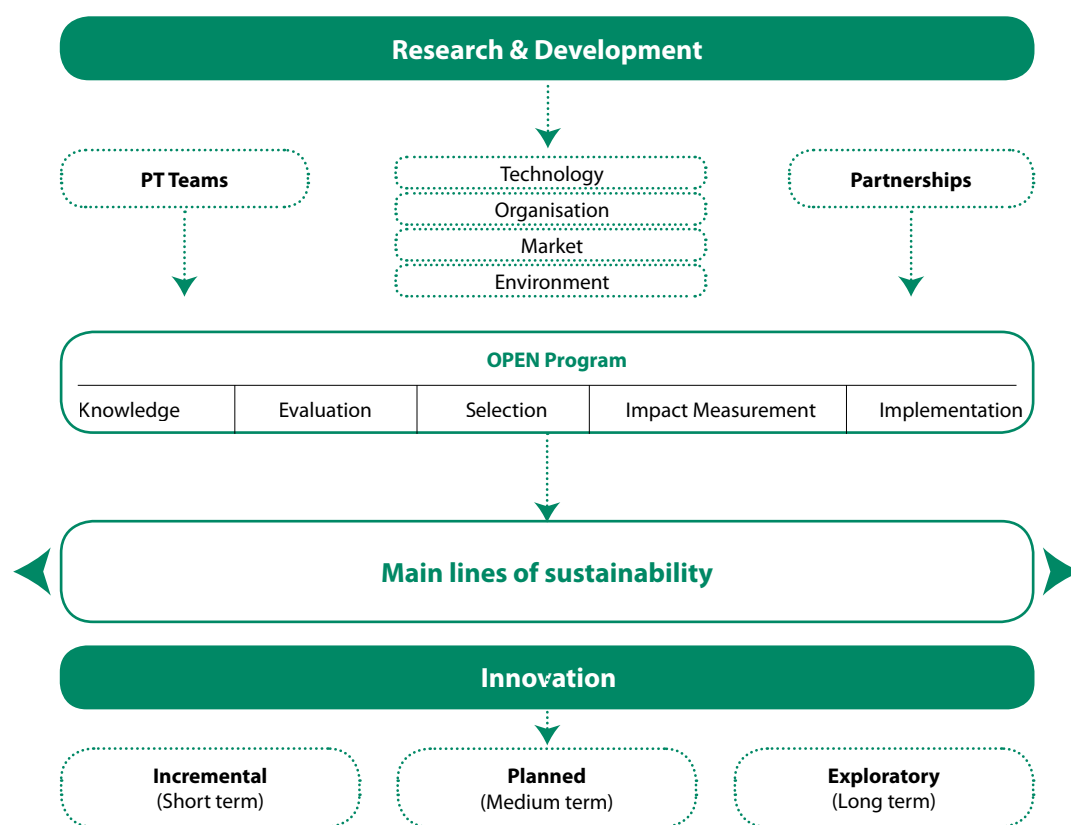 Research & Development
PT Teams
Technology
Organisation
Market
Environment
Partnerships
OPEN Program
Knowledge
Evaluation
Selection
Impact Measurement
Implementation
Main lines of sustainability
Innovation
Incremental
(Short term)
Planned
(Medium term)
Exploratory
(Long term)